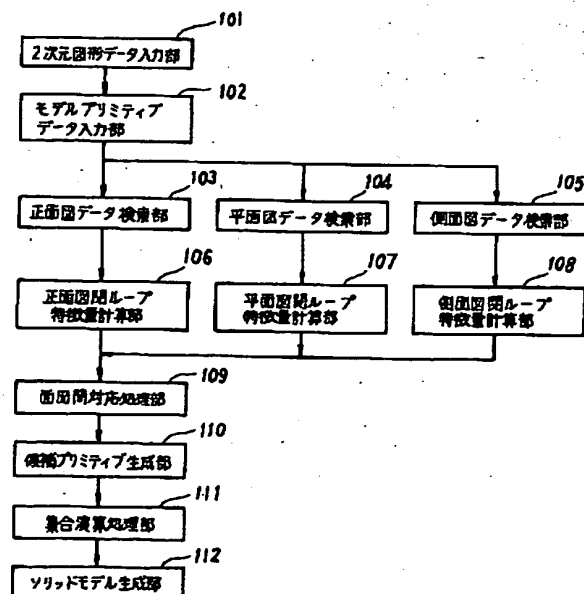 101
2次元図形データ入力部
102
モデルプリミティブ
データ入力部
103
正面図データ検索部
104
平面図データ検索部
105
側面図データ検索部
106
正面図閉ループ
特徴量計算部
107
平面図閉ループ
特徴量計算部
108
側面図閉ループ
特徴量計算部
109
面図間対応処理部
110
候補プリミティブ生成部
111
集合演算処理部
112
ソリッドモデル生成部